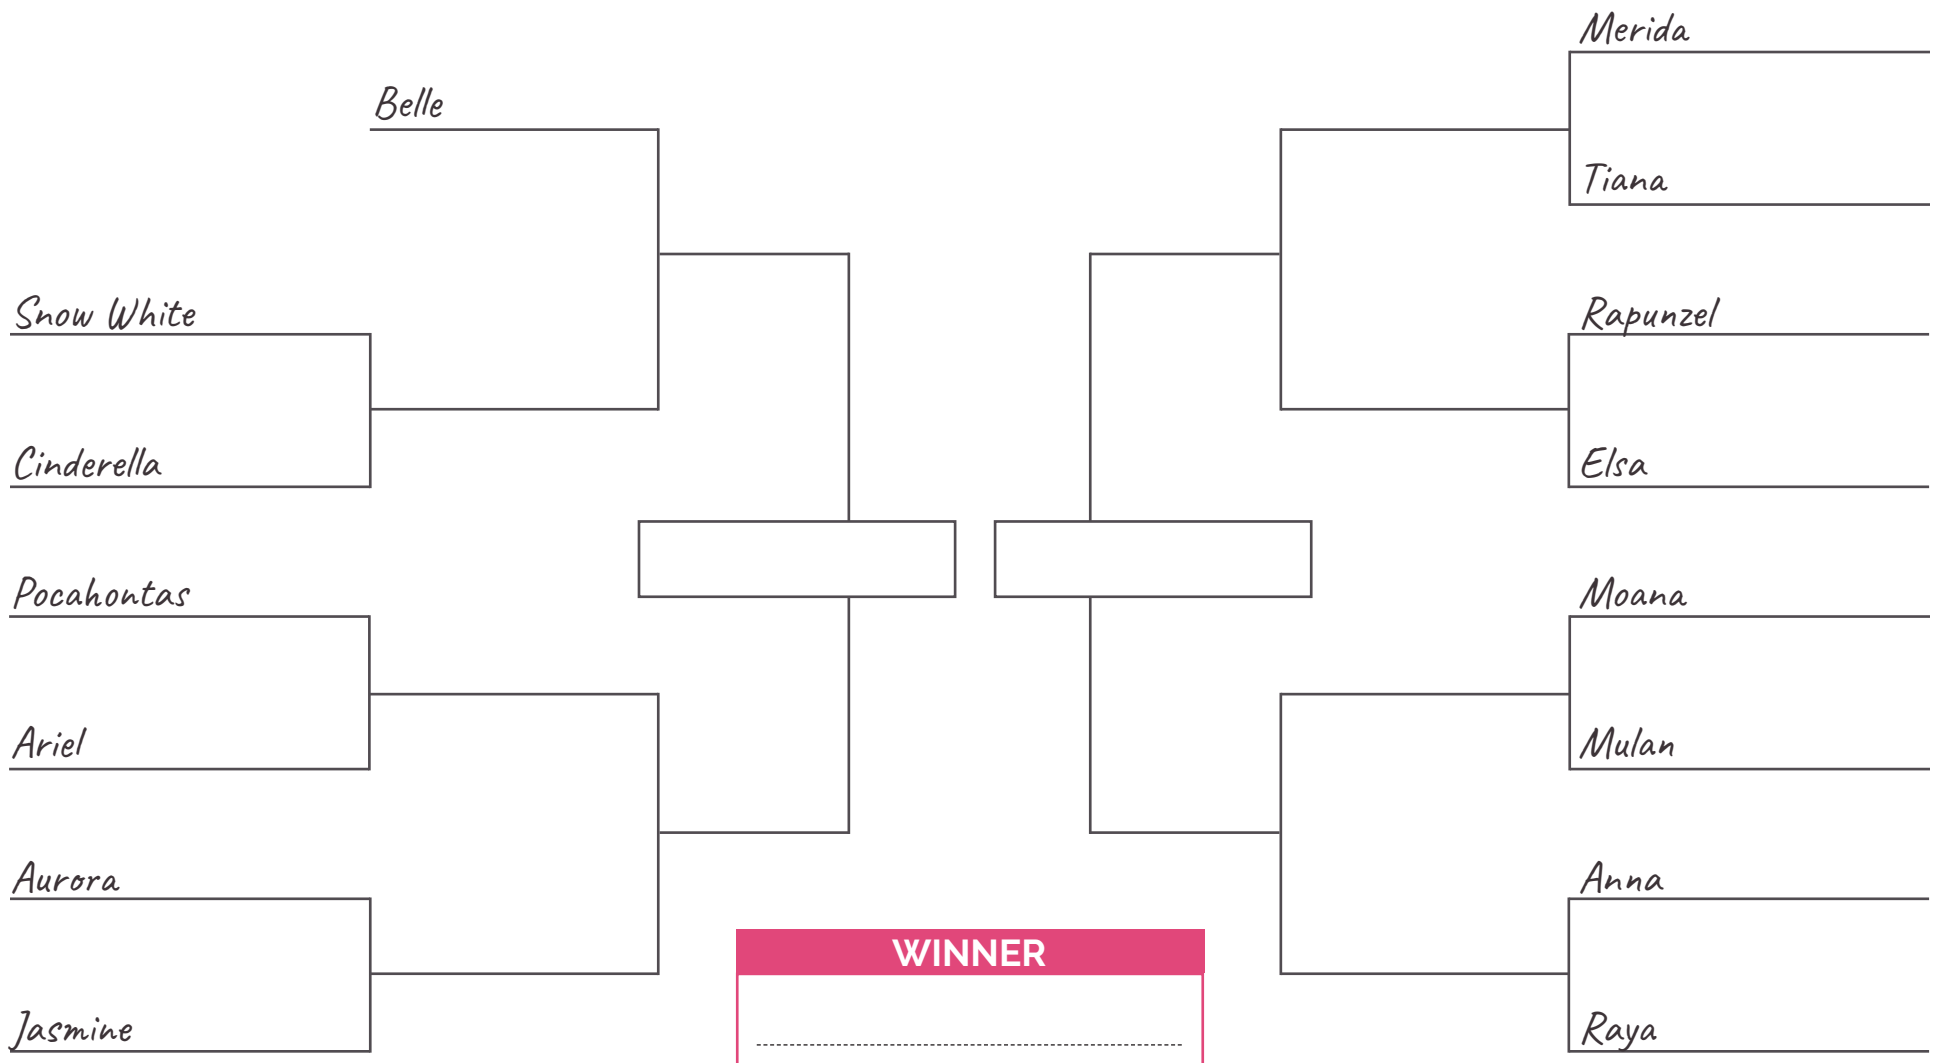 Belle
Snow White
Cinderella
Pocahontas
Ariel
Aurora
Jasmine
Merida
Tiana
Rapunzel
Elsa
Moana
Mulan
Anna
Raya
WINNER